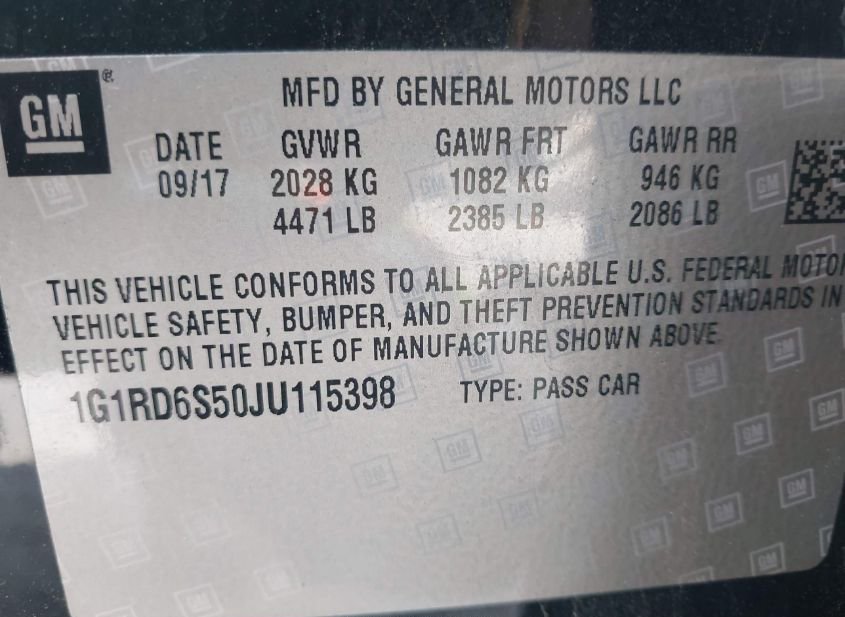 GM
MFD BY GENERAL MOTORS LLC
DATE GVWR GAWR FRT GAWR RR
09/17 2028 KG 1082 KG 946 KG
4471 LB 2385 LB 2086 LB
THIS VEHICLE CONFORMS TO ALL APPLICABLE U.S. FEDERAL MOTOR
VEHICLE SAFETY, BUMPER, AND THEFT PREVENTION STANDARDS IN
EFFECT ON THE DATE OF MANUFACTURE SHOWN ABOVE.
1G1RD6S50JU115398 TYPE: PASS CAR